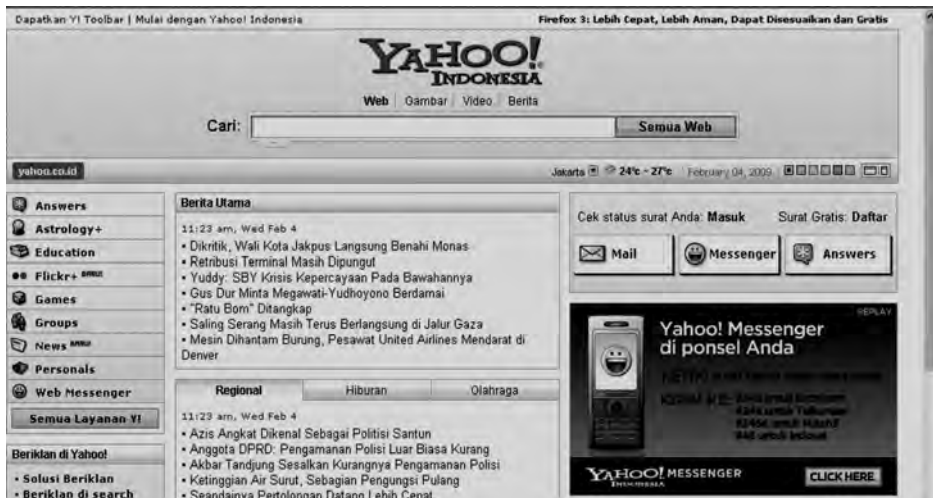 Dapatkan Y! Toolbar | Mulai dengan Yahoo! Indonesia
Firefox 3: Lebih Cepat, Lebih Aman, Dapat Disesuaikan dan Gratis
YAHOO!
INDONESIA
Web | Gambar | Video | Berita
Cari:
Semua Web
yahoo.co.id
Jakarta 24°c - 27°c February 04, 2009
Answers
Astrology+
Education
Flickr+
Games
Groups
News
Personals
Web Messenger
Semua Layanan Y!
Beriklan di Yahoo!
• Solusi Beriklan
• Beriklan di search
Berita Utama
11:23 am, Wed Feb 4
• Dikritik, Wali Kota Jakpus Langsung Benahi Monas
• Retribusi Terminal Masih Dipungut
• Yuddy: SBY Krisis Kepercayaan Pada Bawahannya
• Gus Dur Minta Megawati-Yudhoyono Berdamai
• "Ratu Bom" Ditangkap
• Saling Serang Masih Terus Berlangsung di Jalur Gaza
• Mesin Dihantam Burung, Pesawat United Airlines Mendarat di
Denver
Regional
Hiburan
Olahraga
11:23 am, Wed Feb 4
• Azis Angkat Dikenal Sebagai Politisi Santun
• Anggota DPRD: Pengamanan Polisi Luar Biasa Kurang
• Akbar Tandjung Sesalkan Kurangnya Pengamanan Polisi
• Ketinggian Air Surut, Sebagian Pengungsi Pulang
• Seandainya Pertolongan Datang Lebih Cepat
Cek status surat Anda: Masuk
Surat Gratis: Daftar
Mail
Messenger
Answers
REPLAY
Yahoo! Messenger
di ponsel Anda
YAHOO! MESSENGER
INDONESIA
CLICK HERE